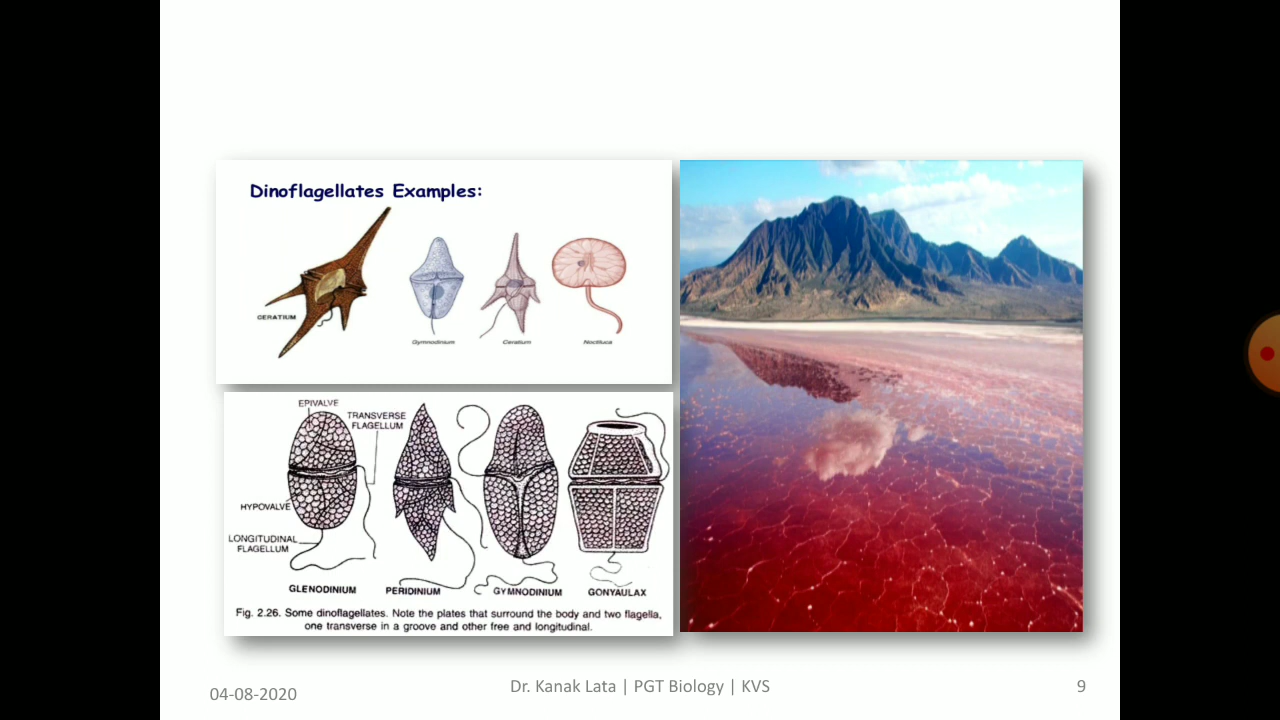 Dinoflagellates Examples:
CERATIUM
Gymnodinium
Ceratium
Noctiluca
EPIVALVE
TRANSVERSE
FLAGELLUM
HYPOVALVE
LONGITUDINAL
FLAGELLUM
GLENODINIUM
PERIDINIUM
GYMNODINIUM
GONYAULAX
Fig. 2.26. Some dinoflagellates. Note the plates that surround the body and two flagella,
one transverse in a groove and other free and longitudinal.
04-08-2020
Dr. Kanak Lata | PGT Biology | KVS
9